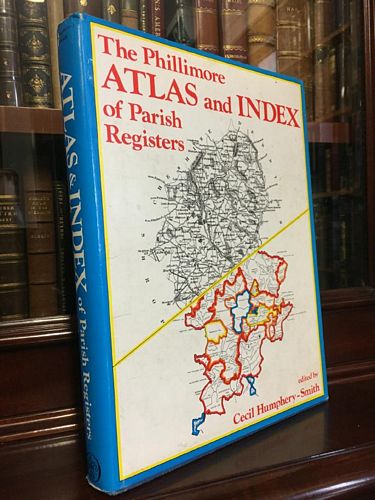 The Phillimore
ATLAS and INDEX
of Parish
Registers
edited by
Cecil Humphery-Smith
ATLAS & INDEX of Parish Registers